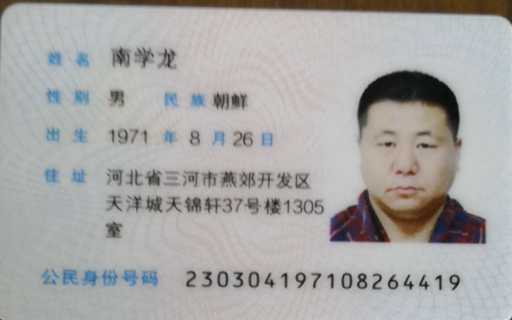 姓名 南学龙
性别 男 民族 朝鲜
出生 1971 年 8 月 26 日
住址 河北省三河市燕郊开发区
天洋城天锦轩37号楼1305
室
公民身份号码 230304197108264419